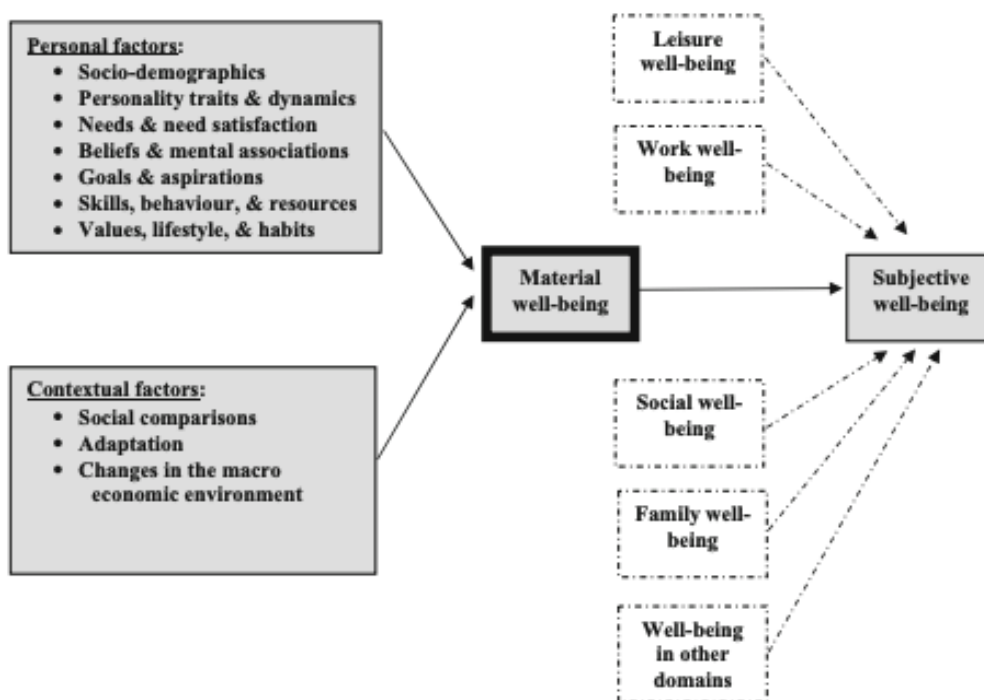 Personal factors:
• Socio-demographics
• Personality traits & dynamics
• Needs & need satisfaction
• Beliefs & mental associations
• Goals & aspirations
• Skills, behaviour, & resources
• Values, lifestyle, & habits
Contextual factors:
• Social comparisons
• Adaptation
• Changes in the macro
economic environment
Material
well-being
Leisure
well-being
Work well-
being
Subjective
well-being
Social well-
being
Family well-
being
Well-being
in other
domains